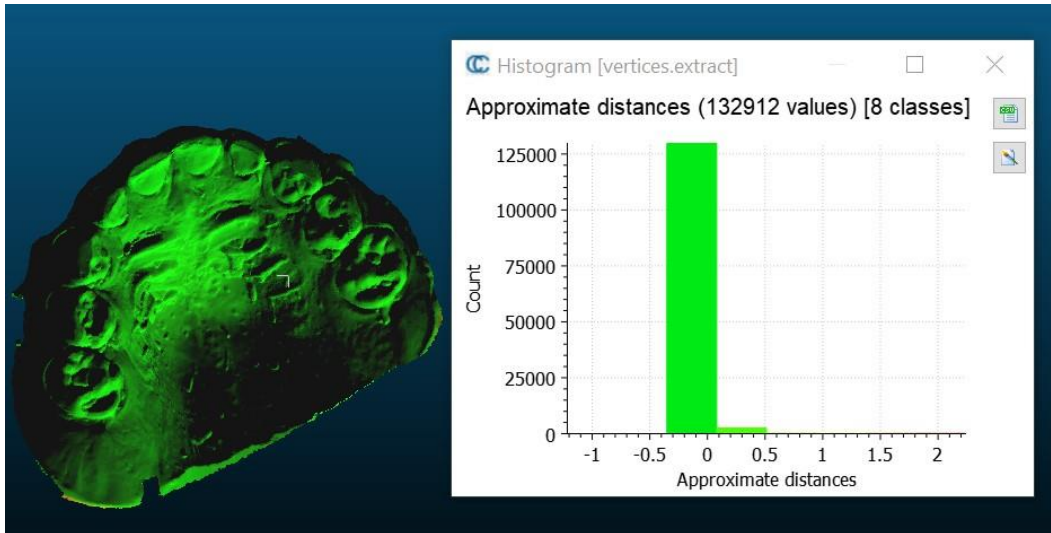 Histogram [vertices.extract]
Approximate distances (132912 values) [8 classes]
CSV
125000
100000
75000
50000
25000
0
Count
-1 -0.5 0 0.5 1 1.5 2
Approximate distances